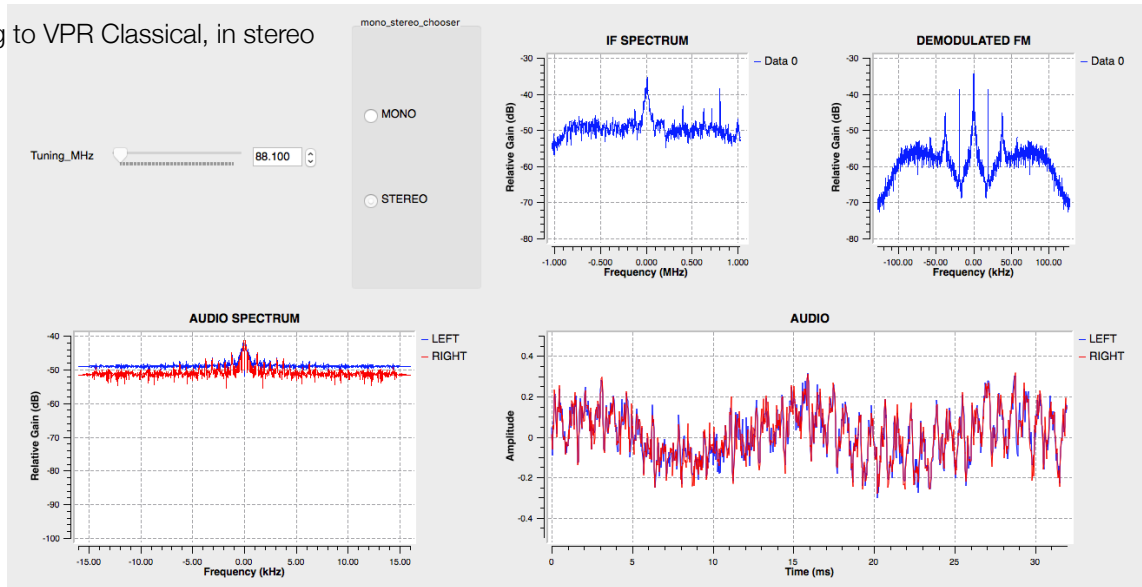 g to VPR Classical, in stereo
mono_stereo_chooser
MONO
STEREO
Tuning_MHz
88.100
IF SPECTRUM
Data 0
Relative Gain (dB)
-30
-40
-50
-60
-70
-80
-1.000 -0.500 0.000 0.500 1.000
Frequency (MHz)
DEMODULATED FM
Data 0
Relative Gain (dB)
-30
-40
-50
-60
-70
-80
-100.00 -50.00 0.00 50.00 100.00
Frequency (kHz)
AUDIO SPECTRUM
LEFT
RIGHT
Relative Gain (dB)
-40
-50
-60
-70
-80
-90
-100
-15.00 -10.00 -5.00 0.00 5.00 10.00 15.00
Frequency (kHz)
AUDIO
LEFT
RIGHT
Amplitude
0.4
0.2
0
-0.2
-0.4
0 5 10 15 20 25 30
Time (ms)